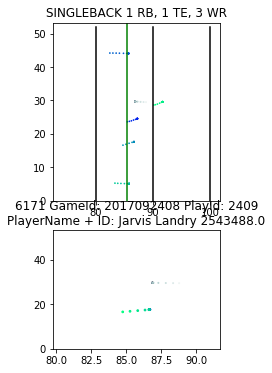 SINGLEBACK 1 RB, 1 TE, 3 WR
50
40
30
20
10
0
80 90 100
6171 GameId: 2017092408 PlayId: 2409
PlayerName + ID: Jarvis Landry 2543488.0
40
20
0
80.0 82.5 85.0 87.5 90.0